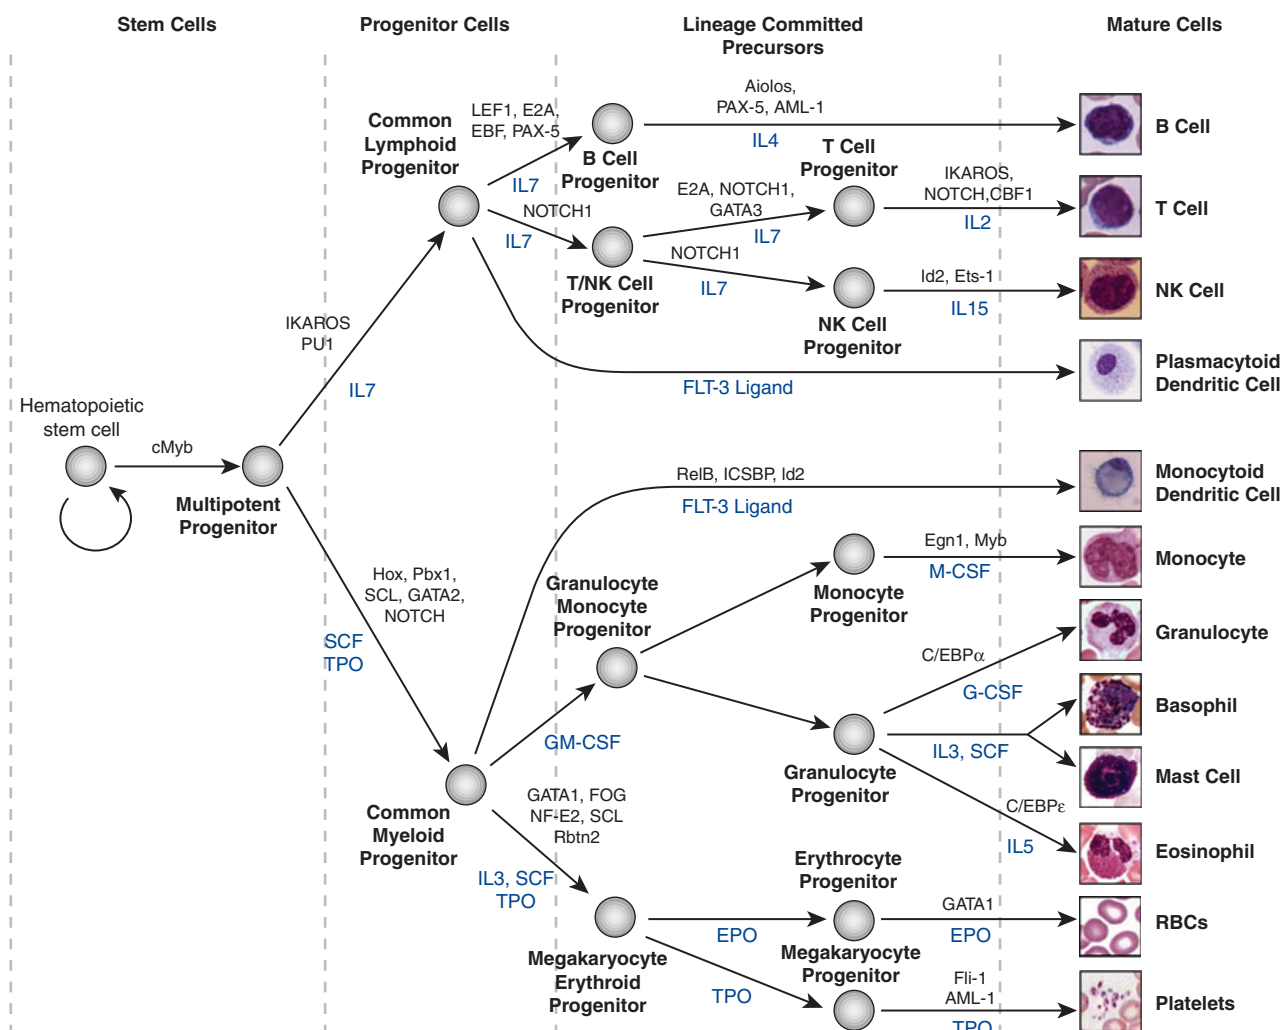 Stem Cells
Progenitor Cells
Lineage Committed
Precursors
Mature Cells
Common
Lymphoid
Progenitor
LEF1, E2A,
EBF, PAX-5
IL7
B Cell
Progenitor
Aiolos,
PAX-5, AML-1
IL4
B Cell
NOTCH1
IL7
T/NK Cell
Progenitor
E2A, NOTCH1,
GATA3
IL7
T Cell
Progenitor
IKAROS,
NOTCH,CBF1
IL2
T Cell
NOTCH1
IL7
NK Cell
Progenitor
Id2, Ets-1
IL15
NK Cell
FLT-3 Ligand
Plasmacytoid
Dendritic Cell
IKAROS
PU1
IL7
Hematopoietic
stem cell
cMyb
Multipotent
Progenitor
RelB, ICSBP, Id2
FLT-3 Ligand
Monocytoid
Dendritic Cell
Hox, Pbx1,
SCL, GATA2,
NOTCH
SCF
TPO
Granulocyte
Monocyte
Progenitor
Monocyte
Progenitor
Egn1, Myb
M-CSF
Monocyte
C/EBPα
G-CSF
Granulocyte
GM-CSF
Granulocyte
Progenitor
IL3, SCF
Basophil
Mast Cell
C/EBPε
IL5
Eosinophil
Common
Myeloid
Progenitor
GATA1, FOG
NF-E2, SCL
Rbtn2
IL3, SCF
TPO
Megakaryocyte
Erythroid
Progenitor
EPO
Erythrocyte
Progenitor
GATA1
EPO
RBCs
TPO
Megakaryocyte
Progenitor
Fli-1
AML-1
TPO
Platelets